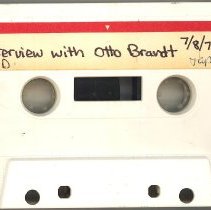 erview with Otto Brandt 7/8/7
D